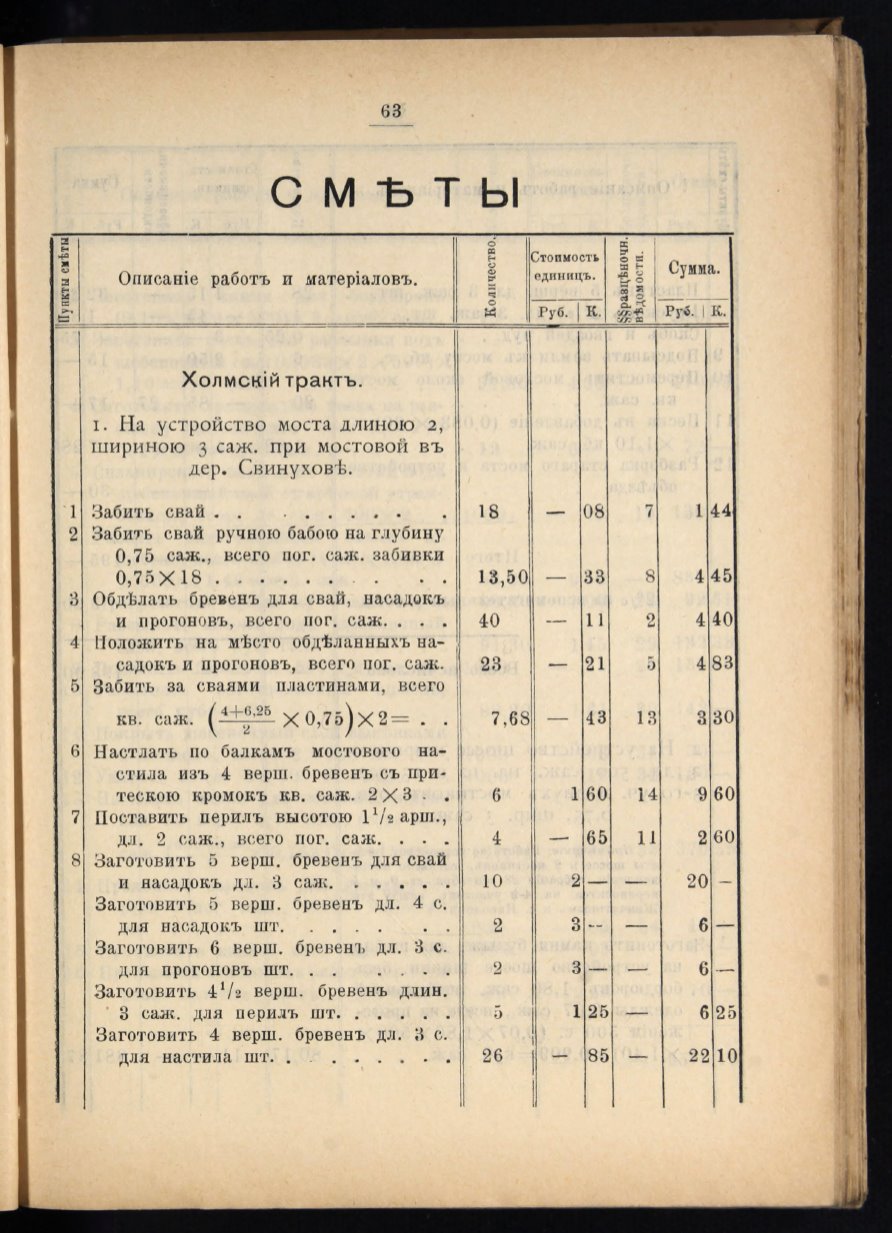 63
СМѢТЫ
Пункты смѣты
Описаніе работъ и матеріаловъ.
Количество.
Стоимость единицъ.
Руб. К.
§§ расцѣночн. вѣдомости.
Сумма.
Руб. К.
Холмскій трактъ.
1. На устройство моста длиною 2,
шириною 3 саж. при мостовой въ
дер. Свинуховѣ.
1 Забить свай . . . . . . . . . 18 — 08 7 1 44
2 Забить свай ручною бабою на глубину
0,75 саж., всего пог. саж. забивки
0,75×18 . . . . . . . . . . 13,50 — 33 8 4 45
3 Обдѣлать бревенъ для свай, насадокъ
и прогоновъ, всего пог. саж. . . . 40 — 11 2 4 40
4 Положить на мѣсто обдѣланныхъ на-
садокъ и прогоновъ, всего пог. саж. 23 — 21 5 4 83
5 Забить за сваями пластинами, всего
кв. саж. (4+6,25/2 × 0,75)×2= . . 7,68 — 43 13 3 30
6 Настлать по балкамъ мостового на-
стила изъ 4 верш. бревенъ съ при-
тескою кромокъ кв. саж. 2×3 . . 6 1 60 14 9 60
7 Поставить перилъ высотою 1 1/2 арш.,
дл. 2 саж., всего пог. саж. . . . 4 — 65 11 2 60
8 Заготовить 5 верш. бревенъ для свай
и насадокъ дл. 3 саж. . . . . . 10 2 — — 20 —
Заготовить 5 верш. бревенъ дл. 4 с.
для насадокъ шт. . . . . . . 2 3 — — 6 —
Заготовить 6 верш. бревенъ дл. 3 с.
для прогоновъ шт. . . . . . . 2 3 — — 6 —
Заготовить 4 1/2 верш. бревенъ длин.
3 саж. для перилъ шт. . . . . . 5 1 25 — 6 25
Заготовить 4 верш. бревенъ дл. 3 с.
для настила шт. . . . . . . . . 26 — 85 — 22 10